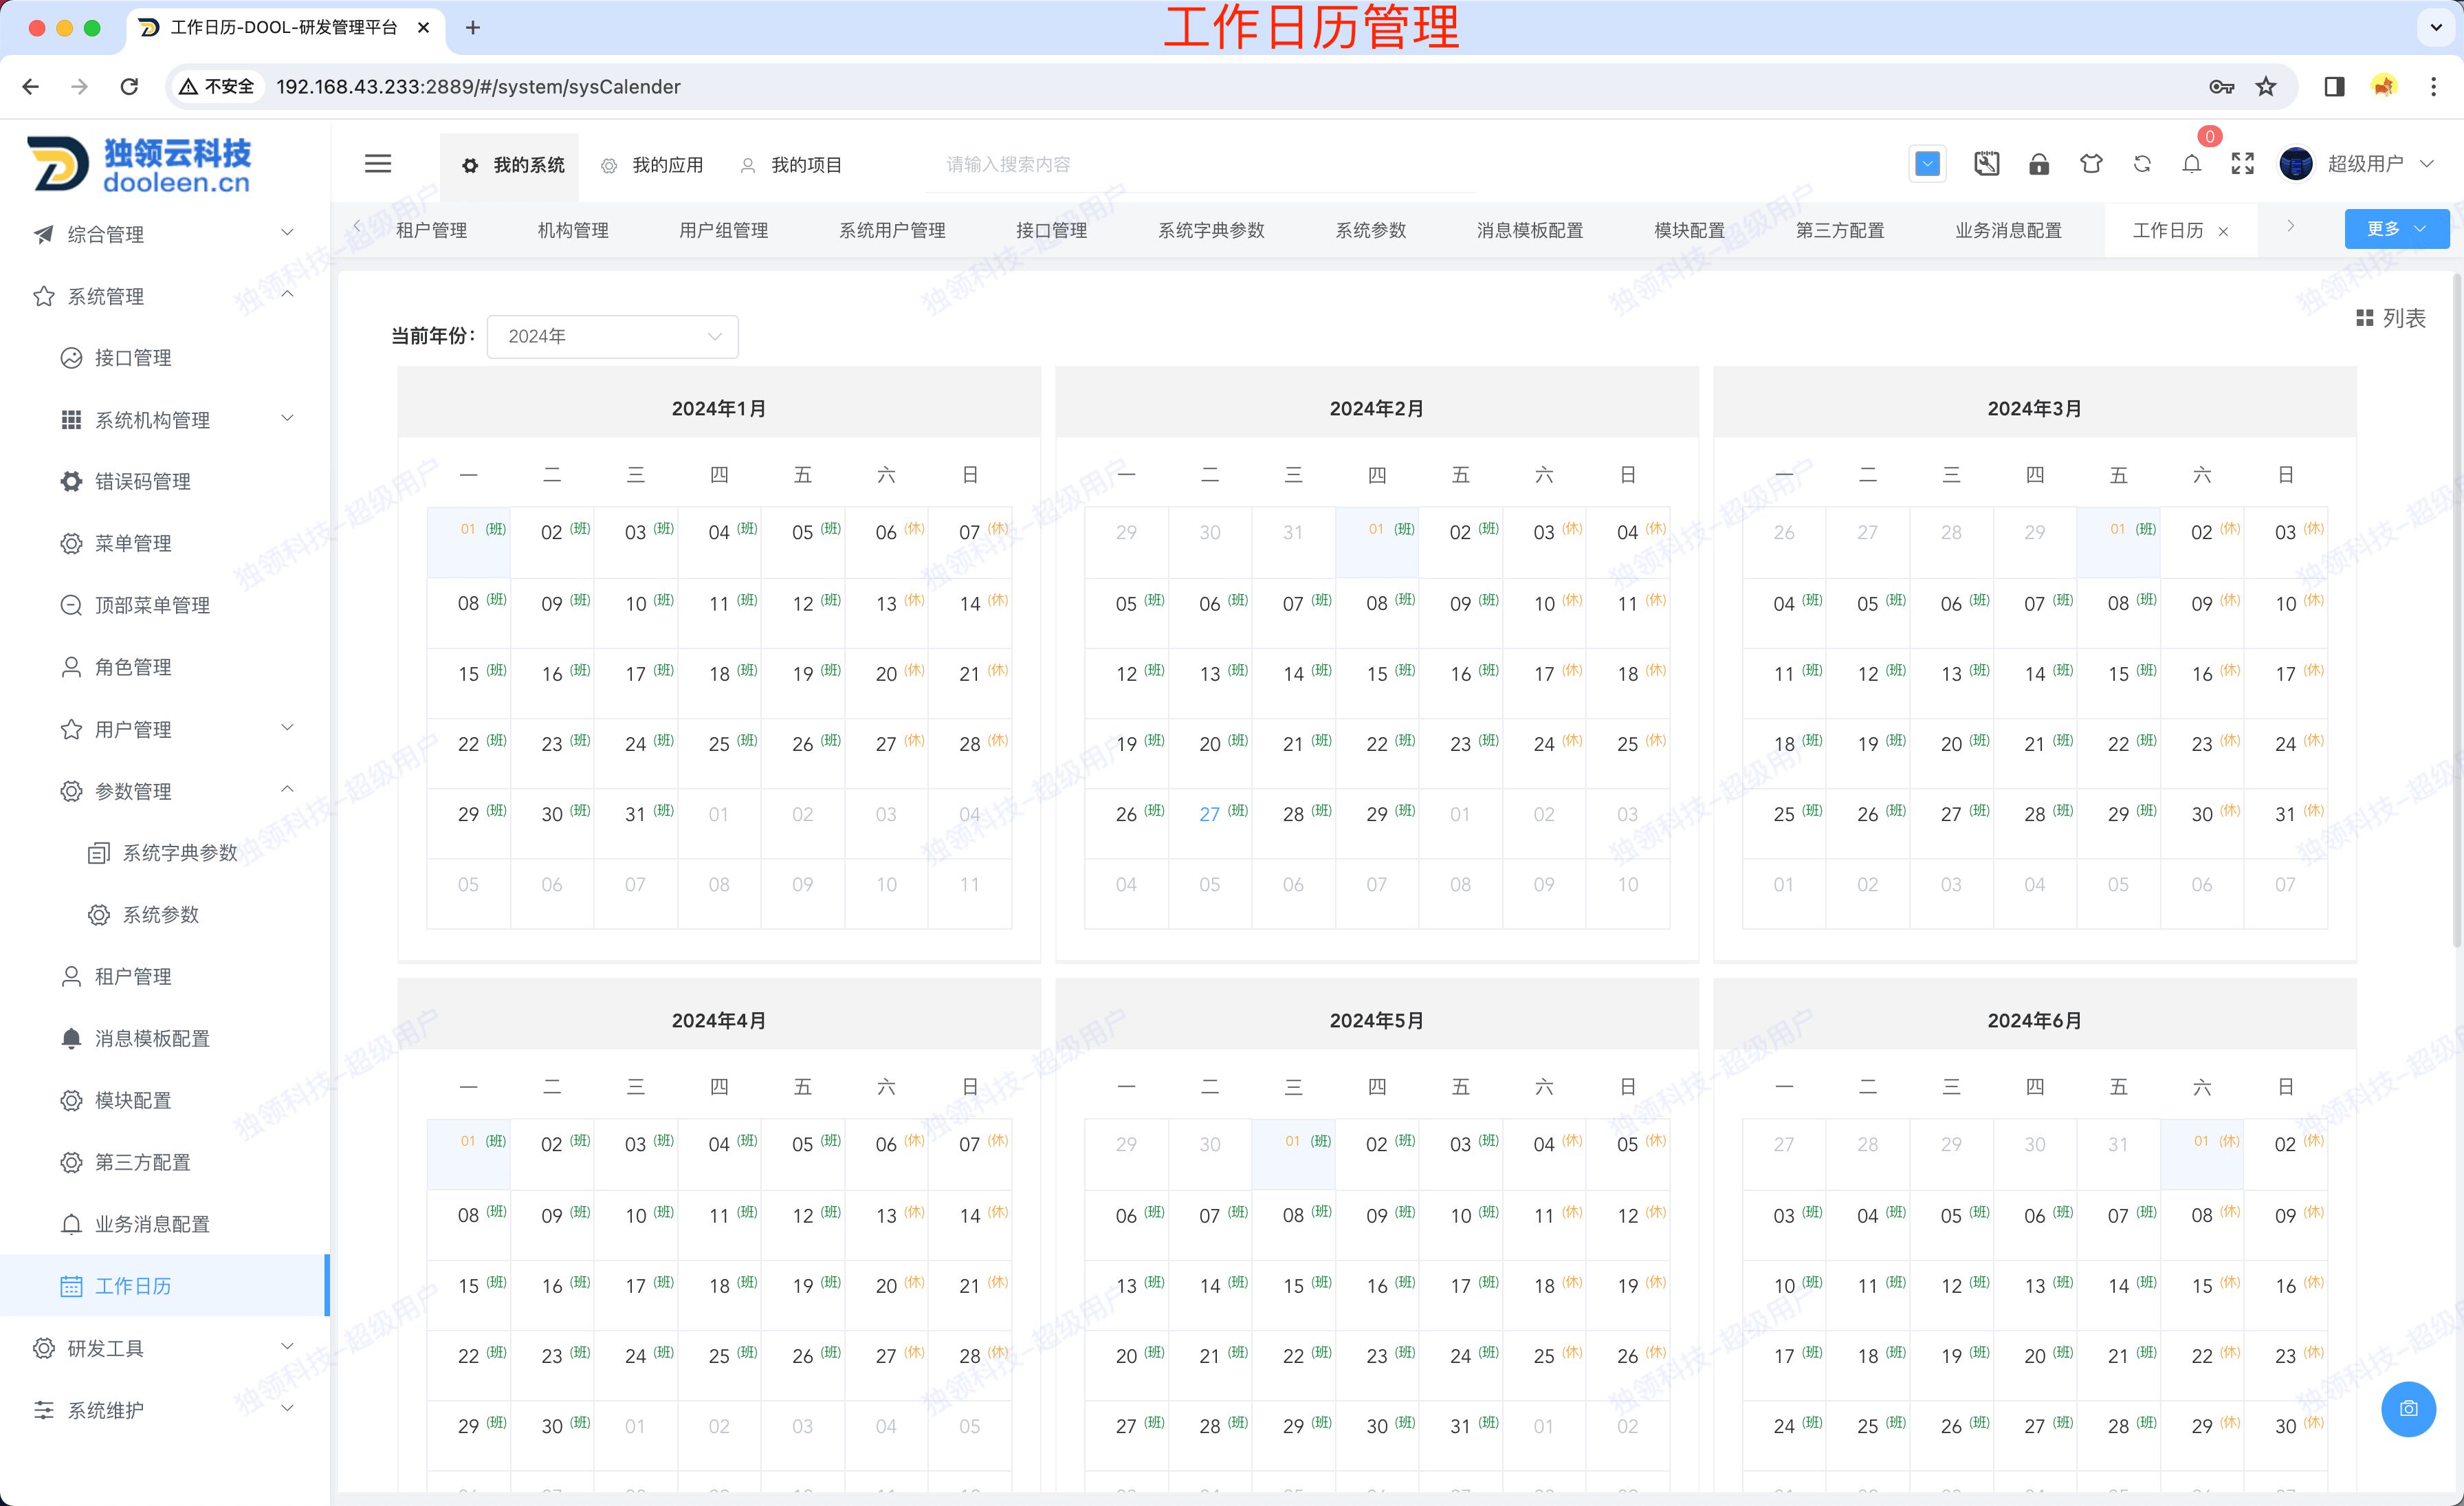 工作日历-DOOL-研发管理平台
工作日历管理
不安全 192.168.43.233:2889/#/system/sysCalender
独领云科技
dooleen.cn
我的系统 我的应用 我的项目 请输入搜索内容 0 超级用户
租户管理 机构管理 用户组管理 系统用户管理 接口管理 系统字典参数 系统参数 消息模板配置 模块配置 第三方配置 业务消息配置 工作日历 更多
综合管理
系统管理
接口管理
系统机构管理
错误码管理
菜单管理
顶部菜单管理
角色管理
用户管理
参数管理
系统字典参数
系统参数
租户管理
消息模板配置
模块配置
第三方配置
业务消息配置
工作日历
研发工具
系统维护
当前年份： 2024年
列表
2024年1月
一 二 三 四 五 六 日
01 (班) 02 (班) 03 (班) 04 (班) 05 (班) 06 (休) 07 (休)
08 (班) 09 (班) 10 (班) 11 (班) 12 (班) 13 (休) 14 (休)
15 (班) 16 (班) 17 (班) 18 (班) 19 (班) 20 (休) 21 (休)
22 (班) 23 (班) 24 (班) 25 (班) 26 (班) 27 (休) 28 (休)
29 (班) 30 (班) 31 (班) 01 02 03 04
05 06 07 08 09 10 11
2024年2月
一 二 三 四 五 六 日
29 30 31 01 (班) 02 (班) 03 (休) 04 (休)
05 (班) 06 (班) 07 (班) 08 (班) 09 (班) 10 (休) 11 (休)
12 (班) 13 (班) 14 (班) 15 (班) 16 (班) 17 (休) 18 (休)
19 (班) 20 (班) 21 (班) 22 (班) 23 (班) 24 (休) 25 (休)
26 (班) 27 (班) 28 (班) 29 (班) 01 02 03
04 05 06 07 08 09 10
2024年3月
一 二 三 四 五 六 日
26 27 28 29 01 (班) 02 (休) 03 (休)
04 (班) 05 (班) 06 (班) 07 (班) 08 (班) 09 (休) 10 (休)
11 (班) 12 (班) 13 (班) 14 (班) 15 (班) 16 (休) 17 (休)
18 (班) 19 (班) 20 (班) 21 (班) 22 (班) 23 (休) 24 (休)
25 (班) 26 (班) 27 (班) 28 (班) 29 (班) 30 (休) 31 (休)
01 02 03 04 05 06 07
2024年4月
一 二 三 四 五 六 日
01 (班) 02 (班) 03 (班) 04 (班) 05 (班) 06 (休) 07 (休)
08 (班) 09 (班) 10 (班) 11 (班) 12 (班) 13 (休) 14 (休)
15 (班) 16 (班) 17 (班) 18 (班) 19 (班) 20 (休) 21 (休)
22 (班) 23 (班) 24 (班) 25 (班) 26 (班) 27 (休) 28 (休)
29 (班) 30 (班) 01 02 03 04 05
2024年5月
一 二 三 四 五 六 日
29 30 01 (班) 02 (班) 03 (班) 04 (休) 05 (休)
06 (班) 07 (班) 08 (班) 09 (班) 10 (班) 11 (休) 12 (休)
13 (班) 14 (班) 15 (班) 16 (班) 17 (班) 18 (休) 19 (休)
20 (班) 21 (班) 22 (班) 23 (班) 24 (班) 25 (休) 26 (休)
27 (班) 28 (班) 29 (班) 30 (班) 31 (班) 01 02
2024年6月
一 二 三 四 五 六 日
27 28 29 30 31 01 (休) 02 (休)
03 (班) 04 (班) 05 (班) 06 (班) 07 (班) 08 (休) 09 (休)
10 (班) 11 (班) 12 (班) 13 (班) 14 (班) 15 (休) 16 (休)
17 (班) 18 (班) 19 (班) 20 (班) 21 (班) 22 (休) 23 (休)
24 (班) 25 (班) 26 (班) 27 (班) 28 (班) 29 (休) 30 (休)
独领科技-超级用户